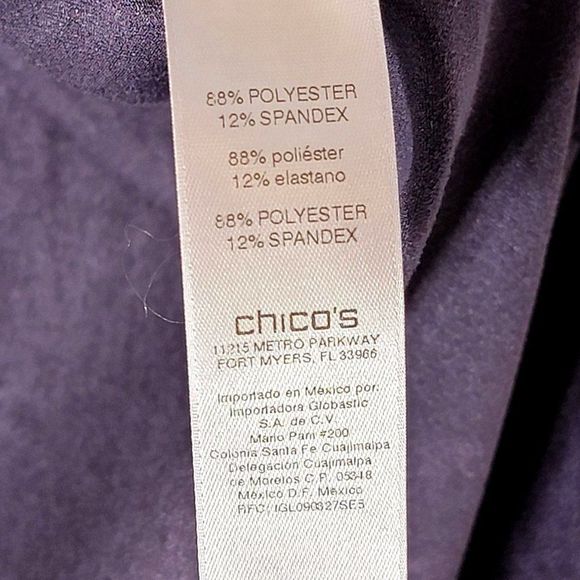 88% POLYESTER
12% SPANDEX
88% poliéster
12% elastano
88% POLYESTER
12% SPANDEX
chico's
11215 METRO PARKWAY
FORT MYERS, FL 33966
Importado en México por:
Importadora Globastic
S.A. de C.V.
Mario Pani #200
Colonia Santa Fe Cuajimalpa
Delegación Cuajimalpa
de Morelos C.P. 05348
México D.F. México
RFC: IGL090327SE5